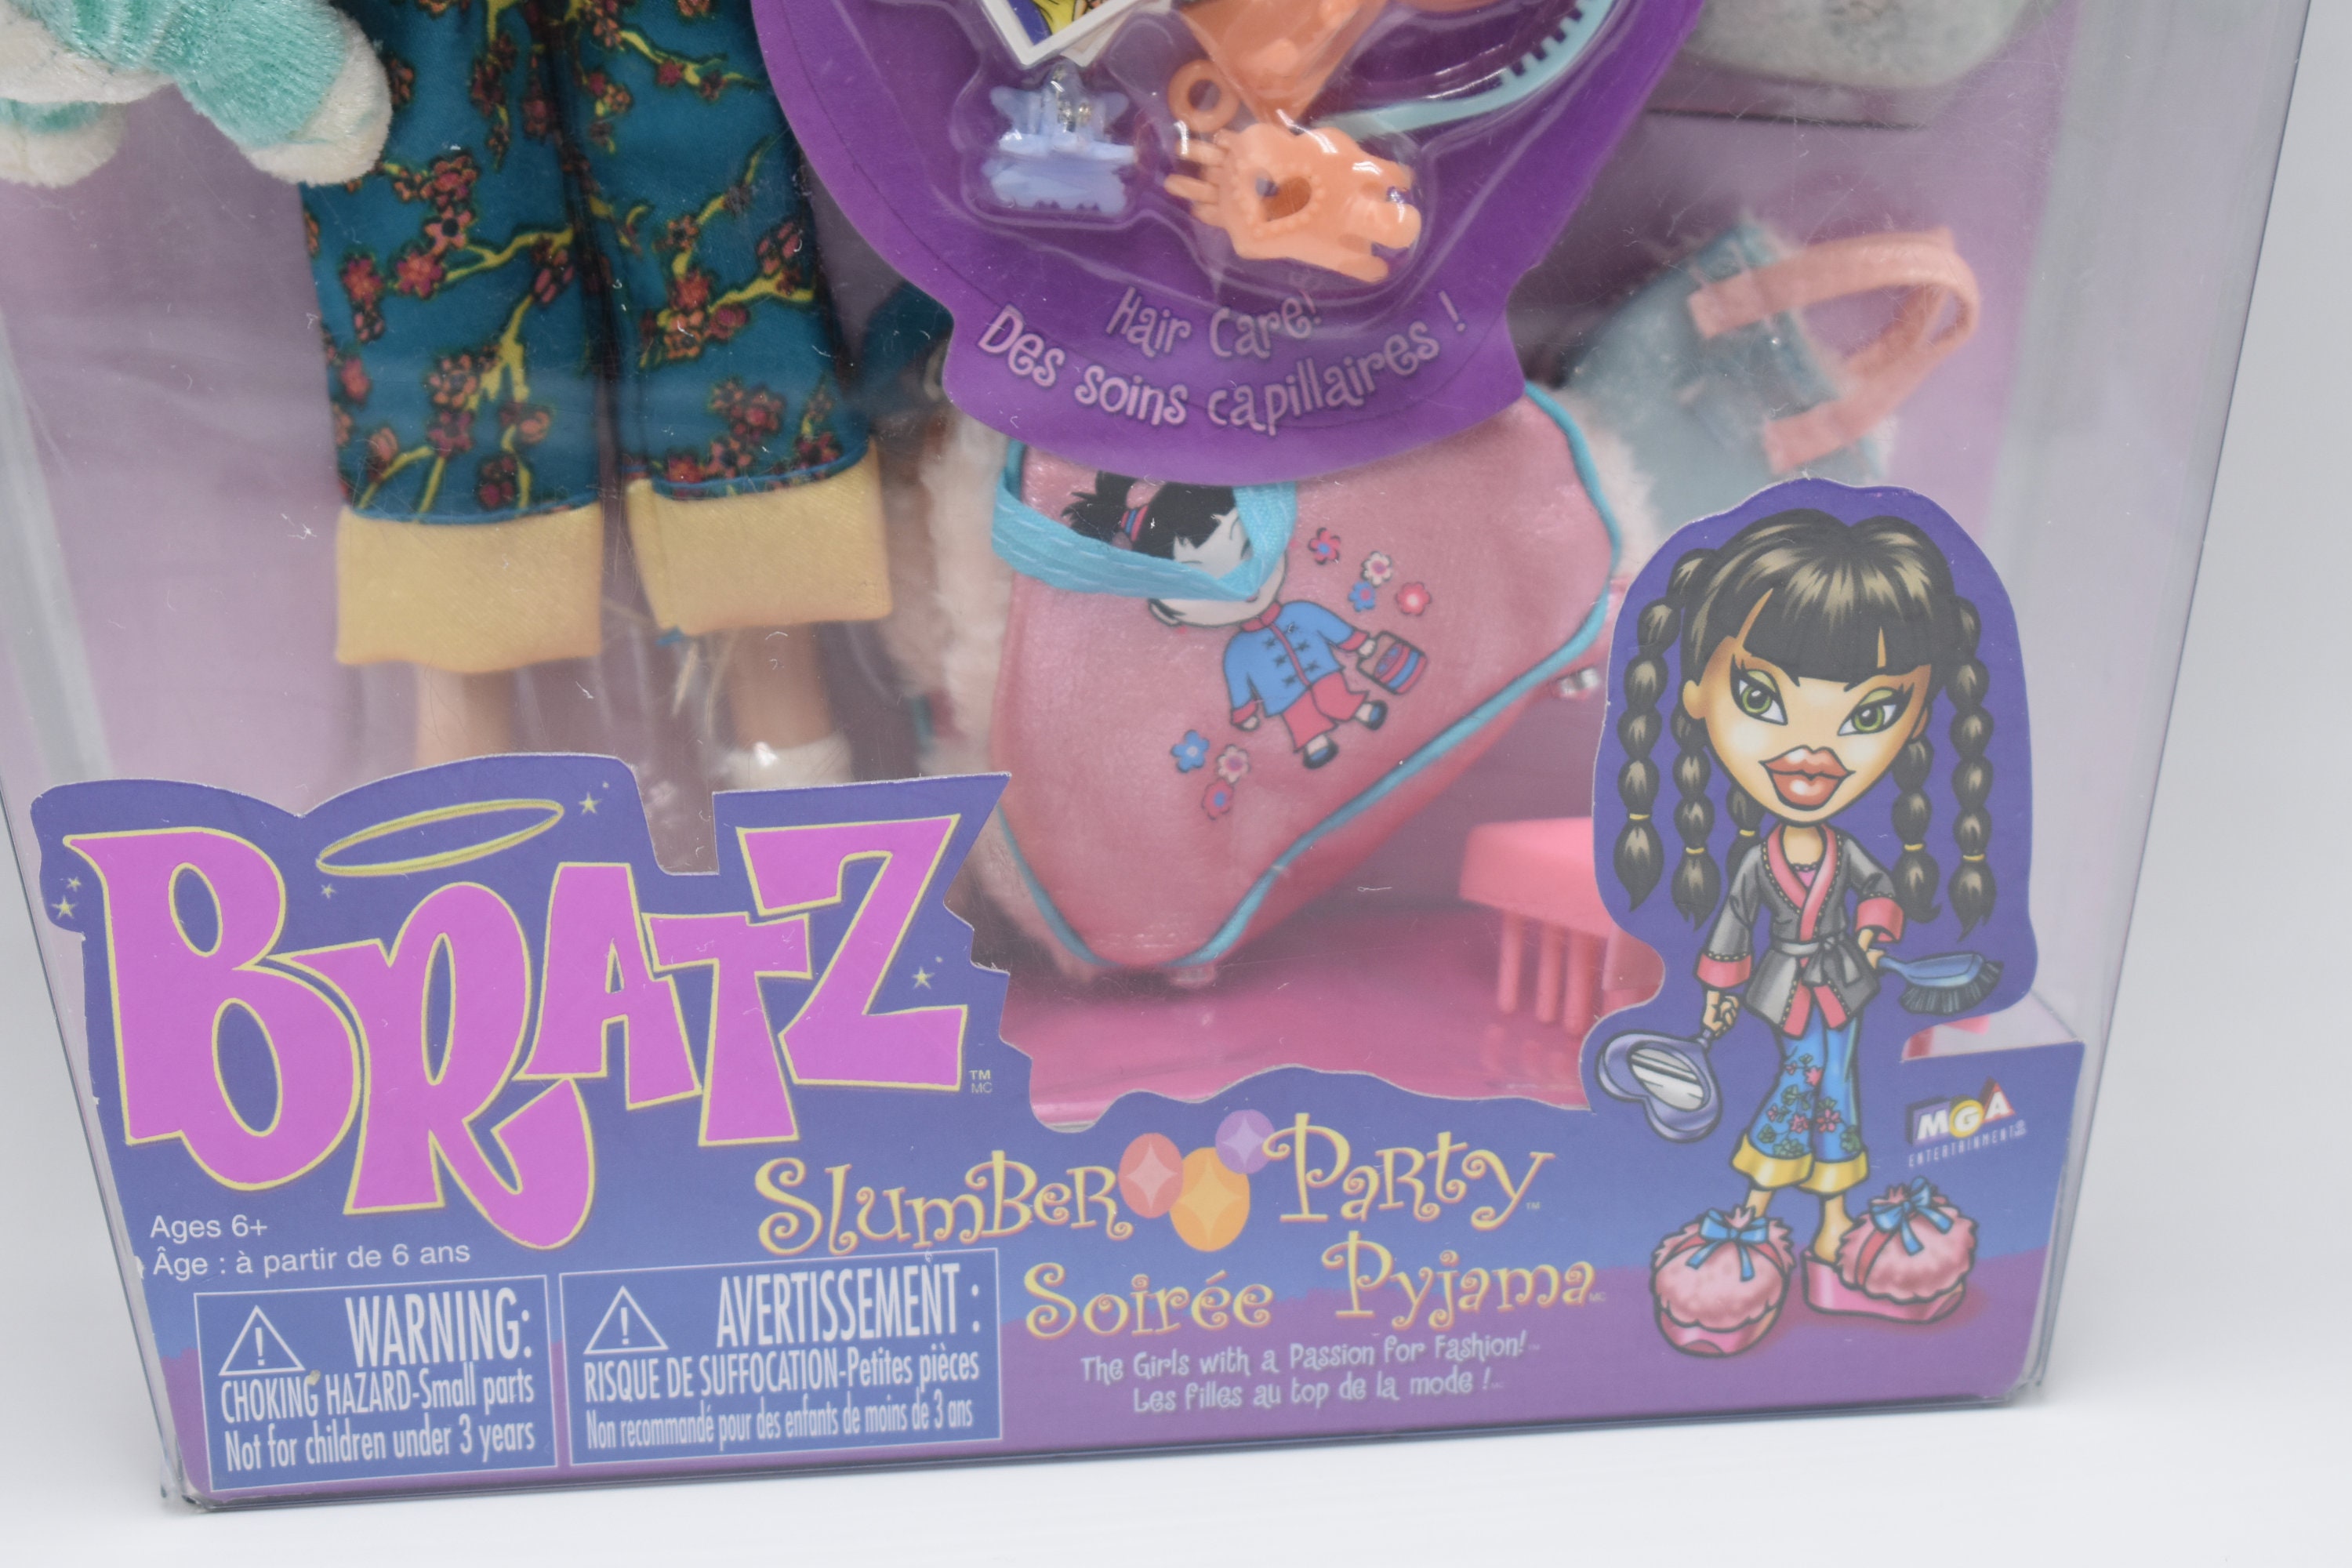 Hair Care!
Des soins capillaires !
BRATZ
TM
MC
Slumber Party™
Soirée Pyjama MC
The Girls with a Passion for Fashion!
Les filles au top de la mode !
MGA
ENTERTAINMENT
Ages 6+
Âge : à partir de 6 ans
WARNING:
CHOKING HAZARD-Small parts
Not for children under 3 years
AVERTISSEMENT :
RISQUE DE SUFFOCATION-Petites pièces
Non recommandé pour des enfants de moins de 3 ans